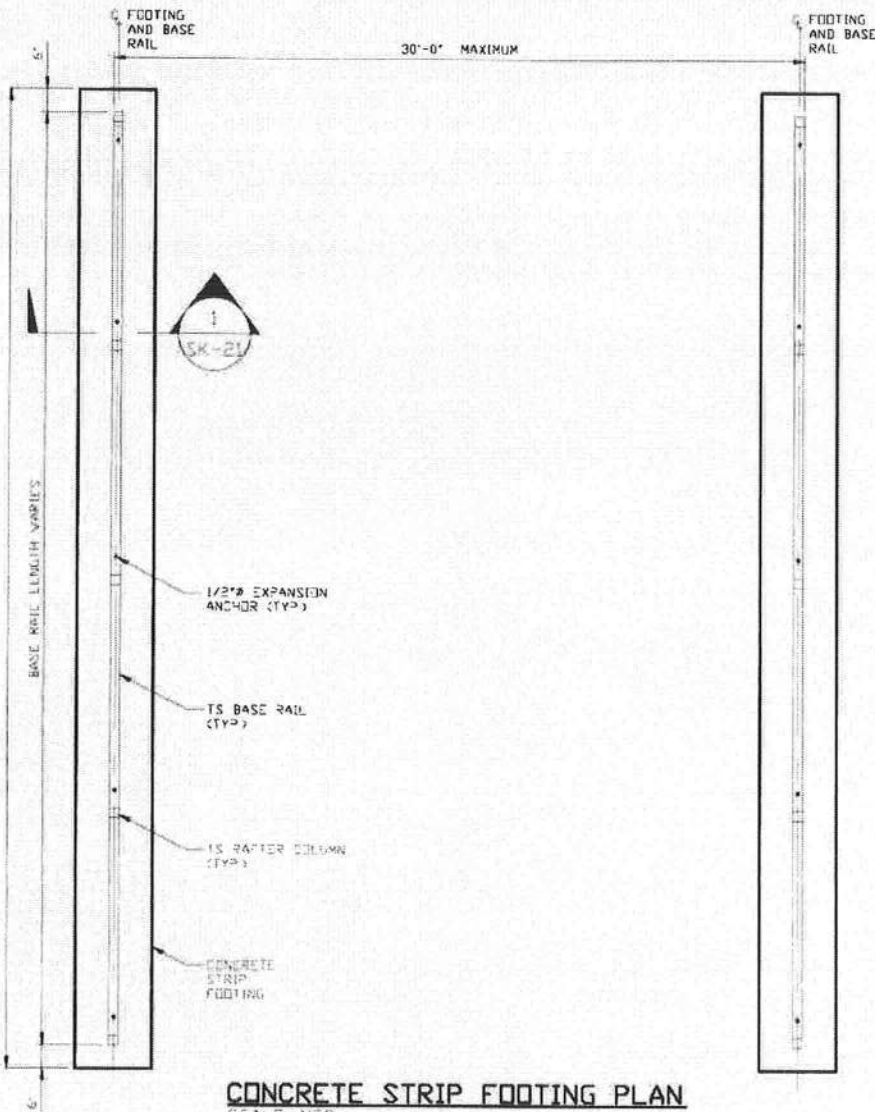 ℄ FOOTING
AND BASE
RAIL
℄ FOOTING
AND BASE
RAIL
30'-0" MAXIMUM
6"
1
SK-21
BASE RAIL LENGTH VARIES
1/2"Ø EXPANSION
ANCHOR (TYP)
TS BASE RAIL
(TYP)
TS RAFTER COLUMN
(TYP)
CONCRETE
STRIP
FOOTING
6"
CONCRETE STRIP FOOTING PLAN